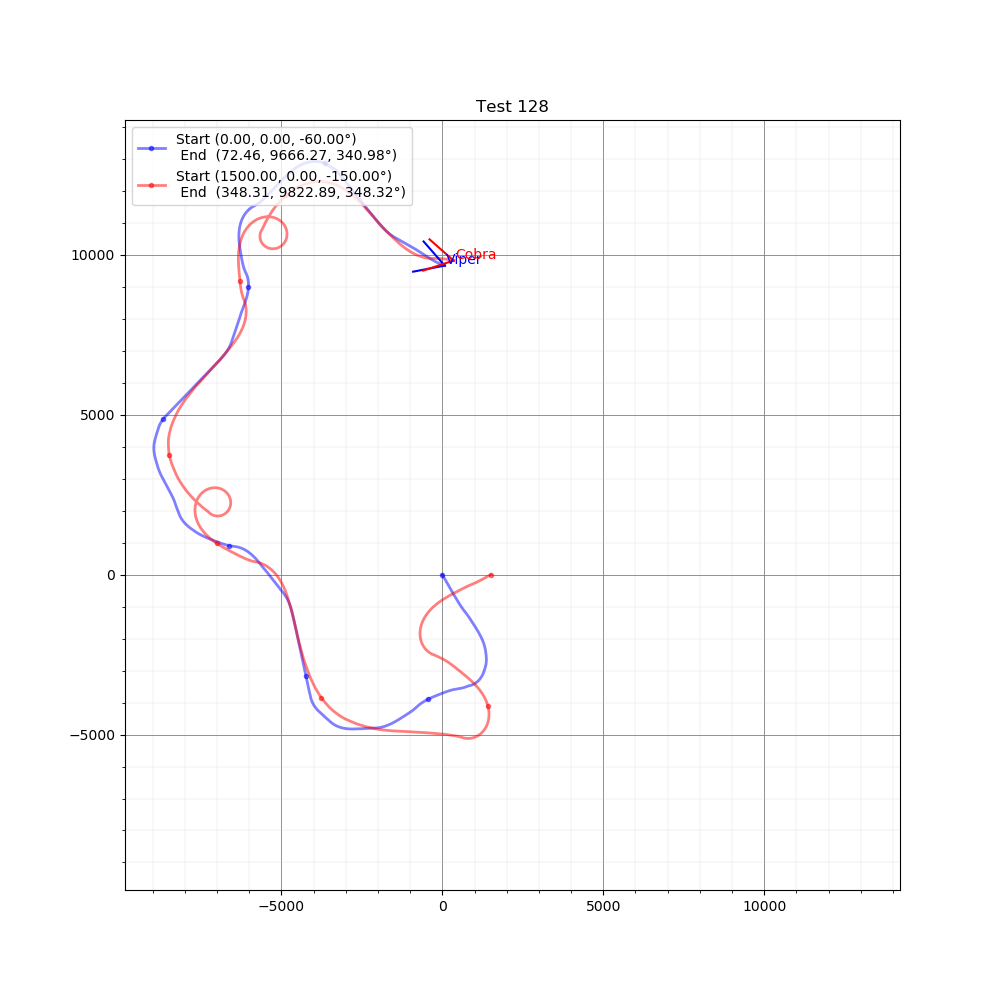 Test 128
Start (0.00, 0.00, -60.00°)
End (72.46, 9666.27, 340.98°)
Start (1500.00, 0.00, -150.00°)
End (348.31, 9822.89, 348.32°)
Cobra
Viper
10000
5000
0
−5000
−5000
0
5000
10000